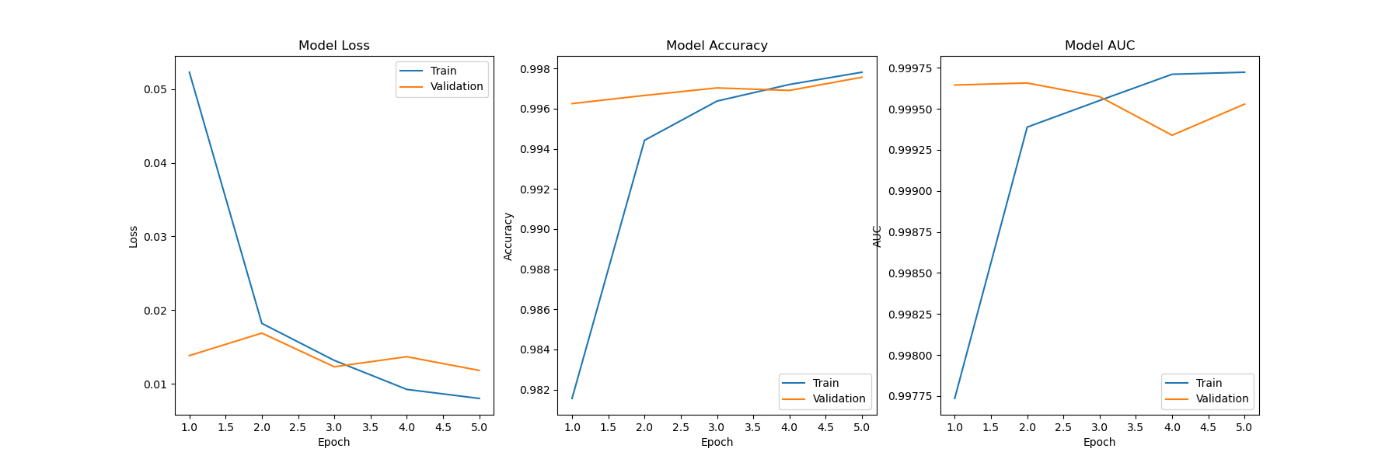 Model Loss
Train
Validation
0.05
0.04
0.03
0.02
0.01
Loss
1.0 1.5 2.0 2.5 3.0 3.5 4.0 4.5 5.0
Epoch
Model Accuracy
0.998
0.996
0.994
0.992
0.990
0.988
0.986
0.984
0.982
Accuracy
Train
Validation
1.0 1.5 2.0 2.5 3.0 3.5 4.0 4.5 5.0
Epoch
Model AUC
0.99975
0.99950
0.99925
0.99900
0.99875
0.99850
0.99825
0.99800
0.99775
AUC
Train
Validation
1.0 1.5 2.0 2.5 3.0 3.5 4.0 4.5 5.0
Epoch